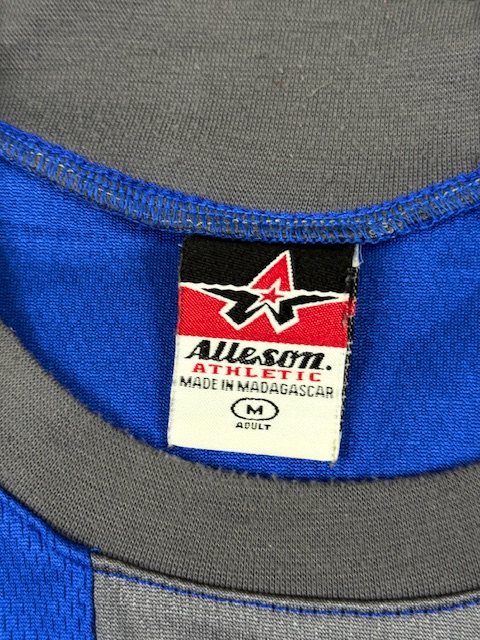 Alleson.
ATHLETIC
MADE IN MADAGASCAR
M
ADULT